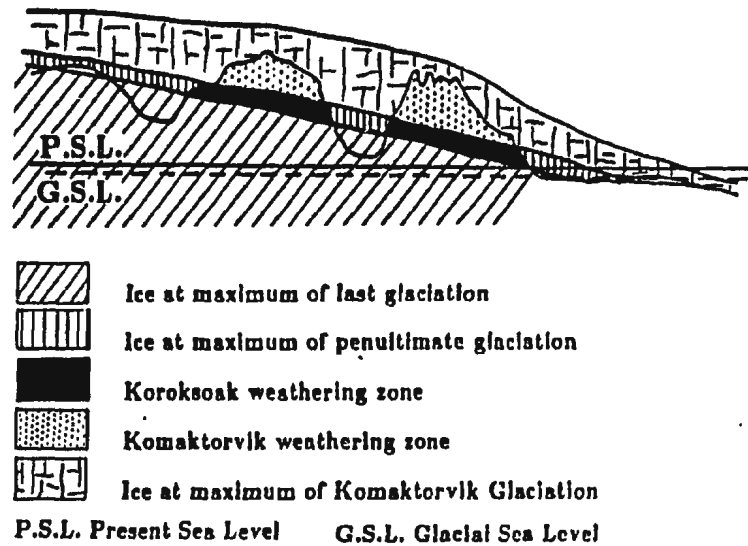 P.S.L.
G.S.L.
Ice at maximum of last glaciation
Ice at maximum of penultimate glaciation
Koroksoak weathering zone
Komaktorvik weathering zone
Ice at maximum of Komaktorvik Glaciation
P.S.L. Present Sea Level G.S.L. Glacial Sea Level